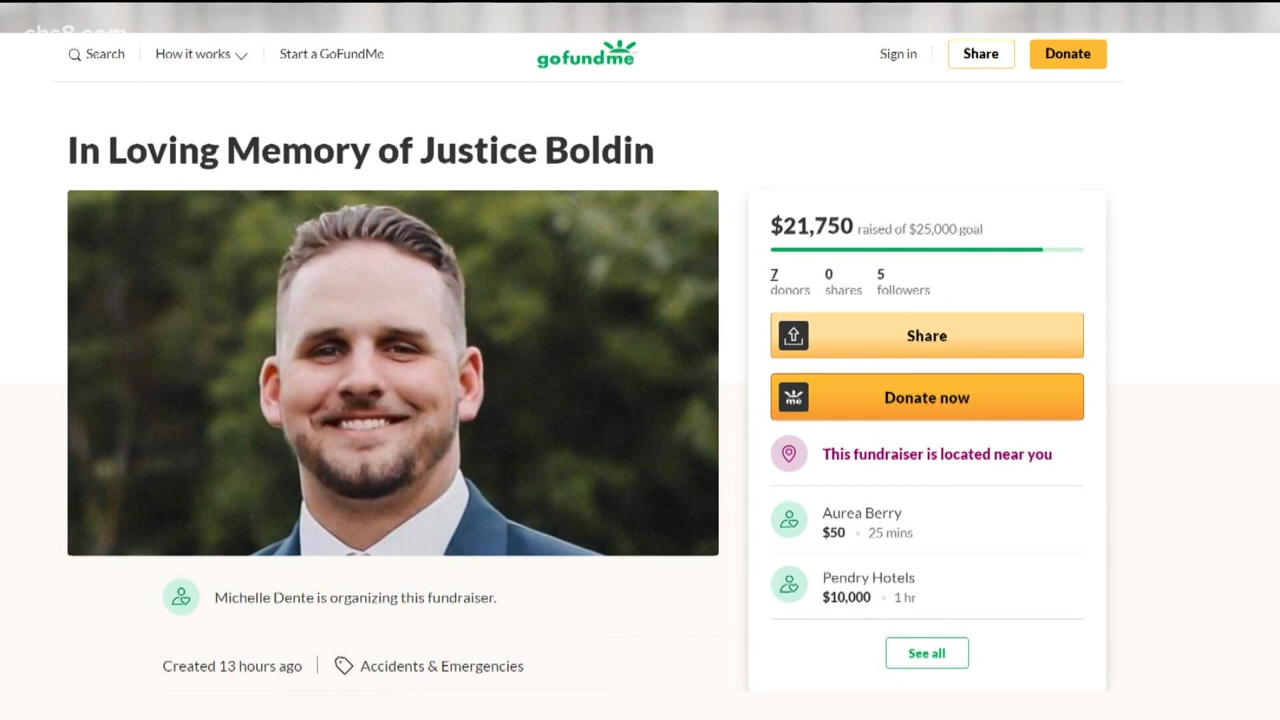 cbs8.com
Search
How it works
Start a GoFundMe
gofundme
Sign in
Share
Donate
In Loving Memory of Justice Boldin
$21,750 raised of $25,000 goal
7 0 5
donors shares followers
Share
me Donate now
This fundraiser is located near you
Aurea Berry
$50 • 25 mins
Pendry Hotels
$10,000 • 1 hr
See all
Michelle Dente is organizing this fundraiser.
Created 13 hours ago | Accidents & Emergencies